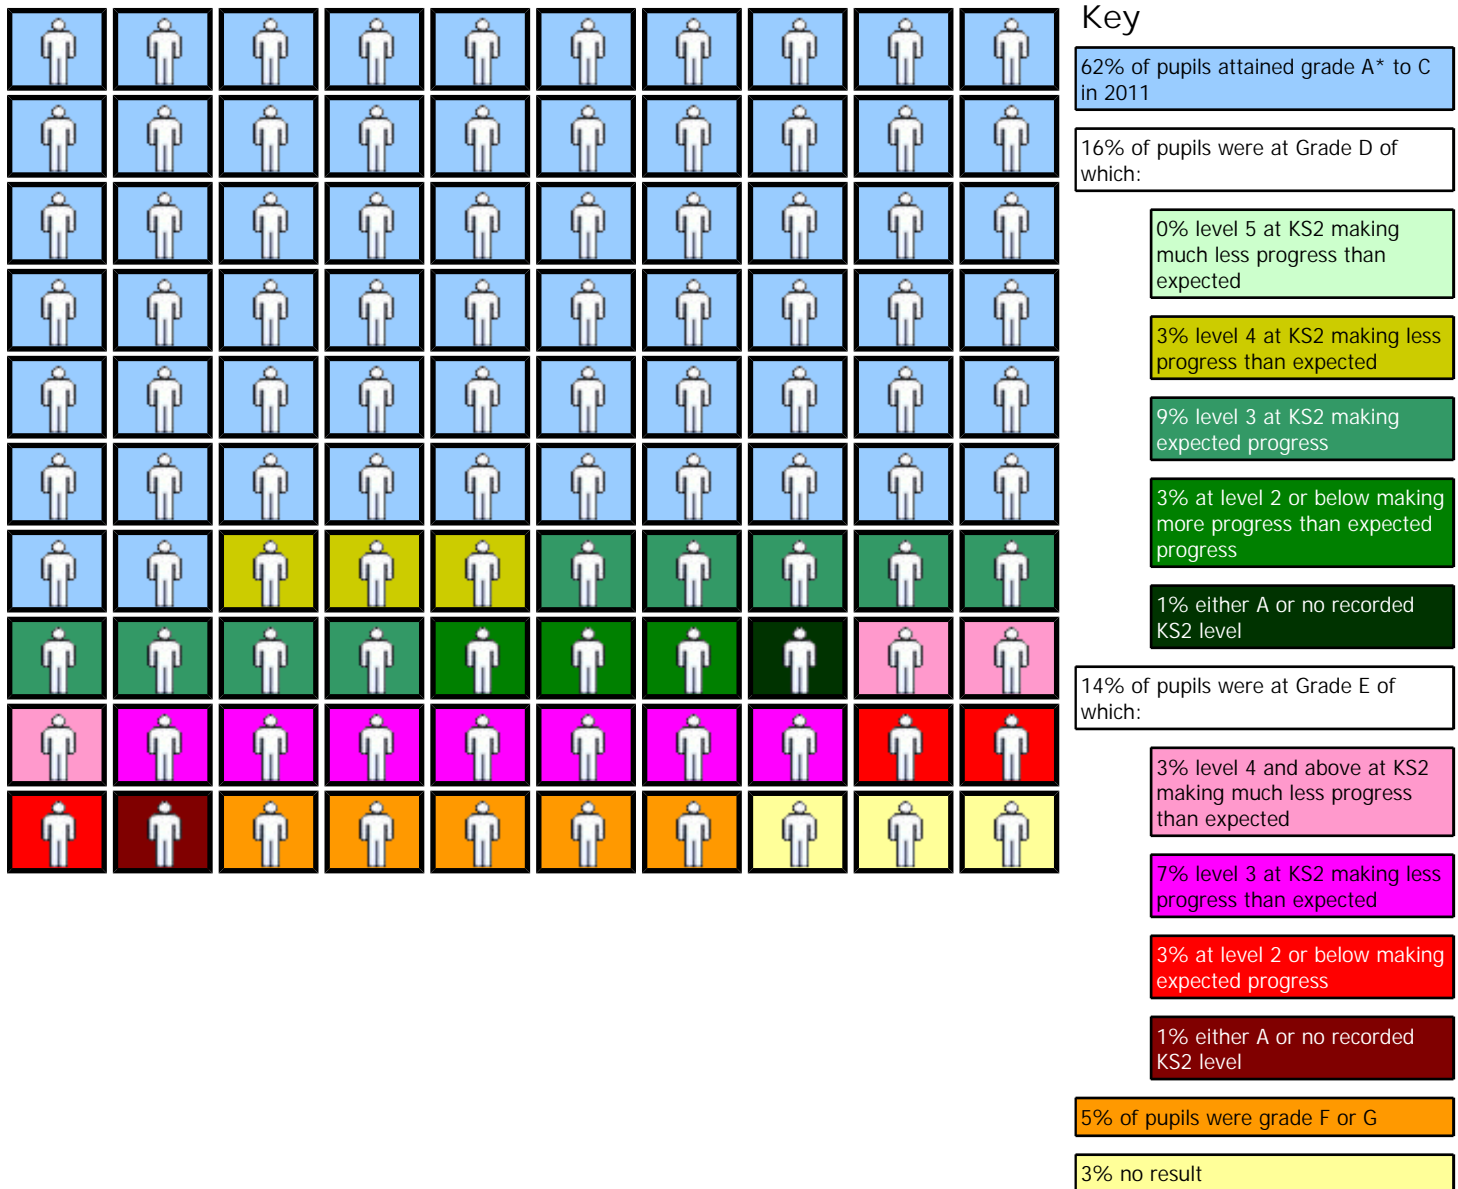 Key
62% of pupils attained grade A* to C
in 2011
16% of pupils were at Grade D of
which:
0% level 5 at KS2 making
much less progress than
expected
3% level 4 at KS2 making less
progress than expected
9% level 3 at KS2 making
expected progress
3% at level 2 or below making
more progress than expected
progress
1% either A or no recorded
KS2 level
14% of pupils were at Grade E of
which:
3% level 4 and above at KS2
making much less progress
than expected
7% level 3 at KS2 making less
progress than expected
3% at level 2 or below making
expected progress
1% either A or no recorded
KS2 level
5% of pupils were grade F or G
3% no result